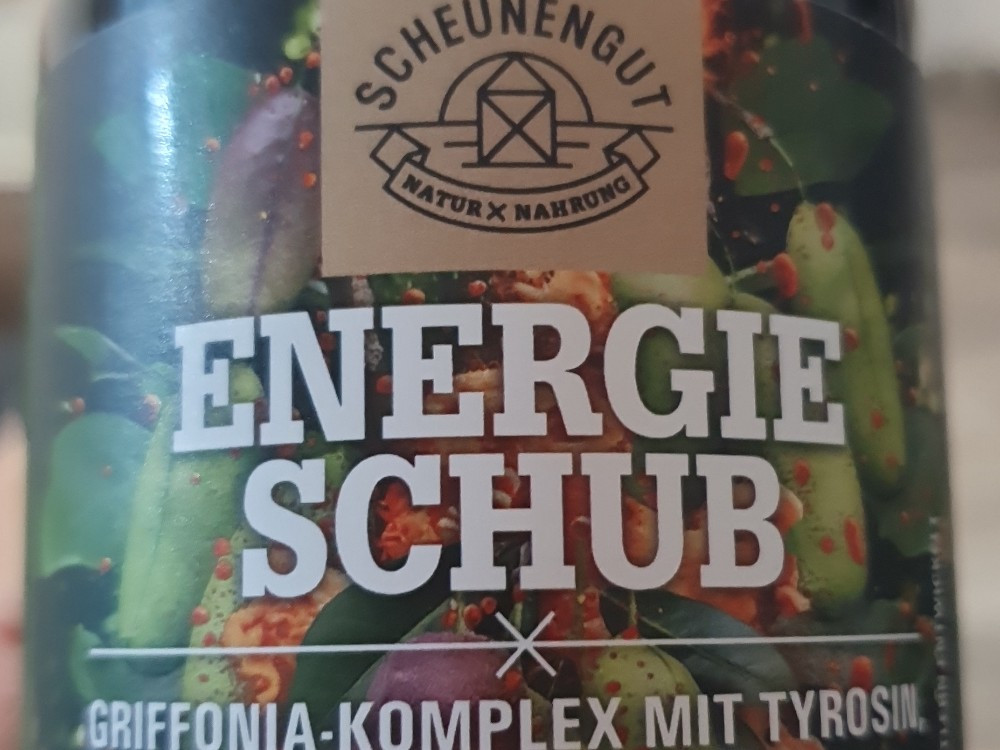 SCHEUNENGUT
NATUR X NAHRUNG
ENERGIE
SCHUB
GRIFFONIA-KOMPLEX MIT TYROSIN,